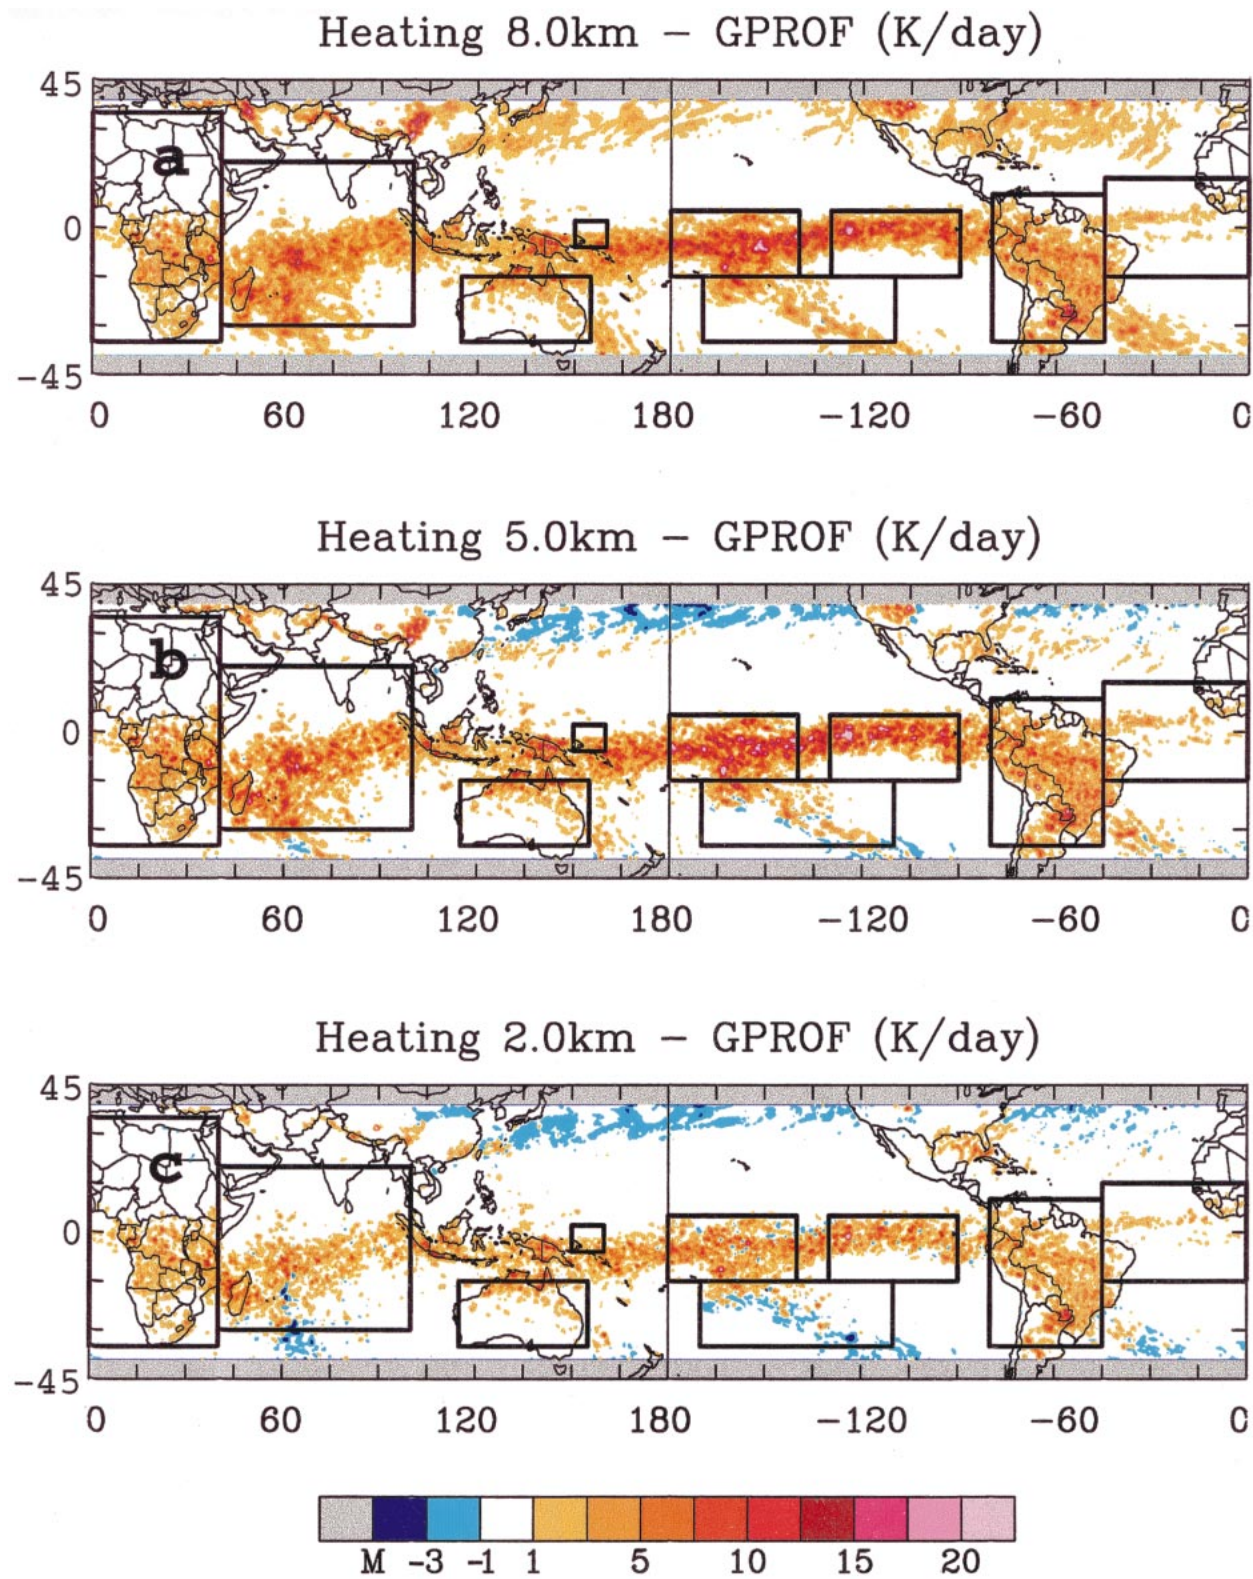 Heating 8.0km – GPROF (K/day)
45
a
0
−45
0 60 120 180 −120 −60 0
Heating 5.0km – GPROF (K/day)
45
b
0
−45
0 60 120 180 −120 −60 0
Heating 2.0km – GPROF (K/day)
45
c
0
−45
0 60 120 180 −120 −60 0
M −3 −1 1 5 10 15 20